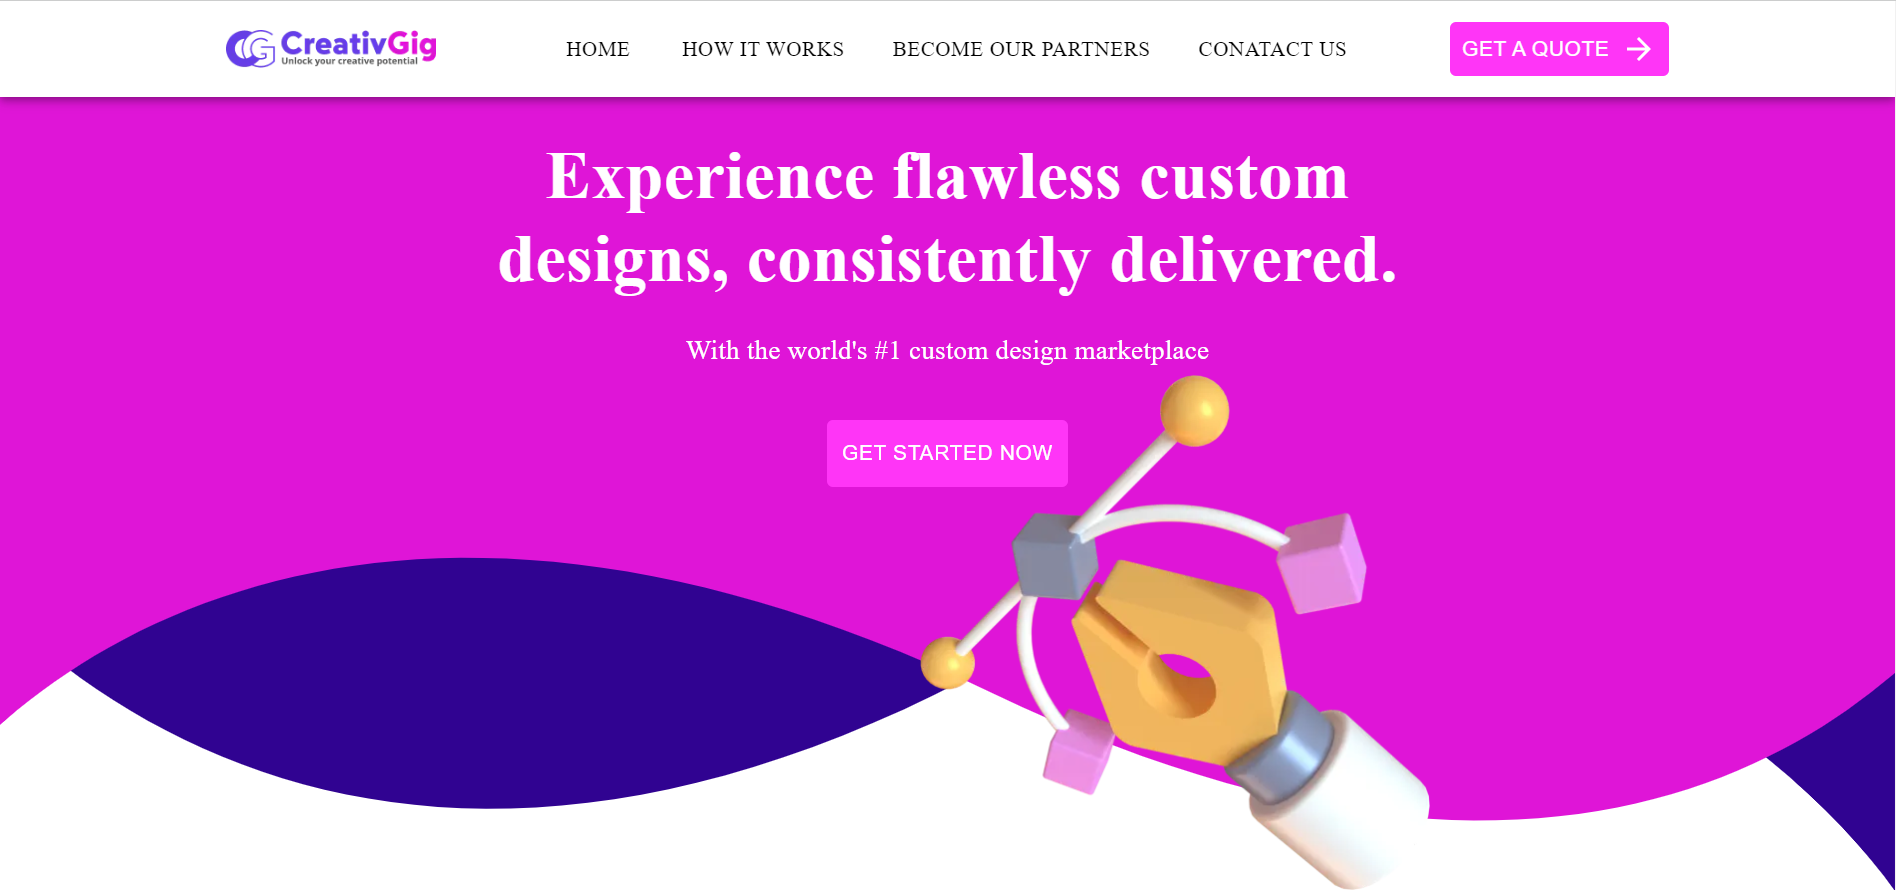 CreativGig
Unlock your creative potential
HOME
HOW IT WORKS
BECOME OUR PARTNERS
CONATACT US
GET A QUOTE
Experience flawless custom
designs, consistently delivered.
With the world's #1 custom design marketplace
GET STARTED NOW